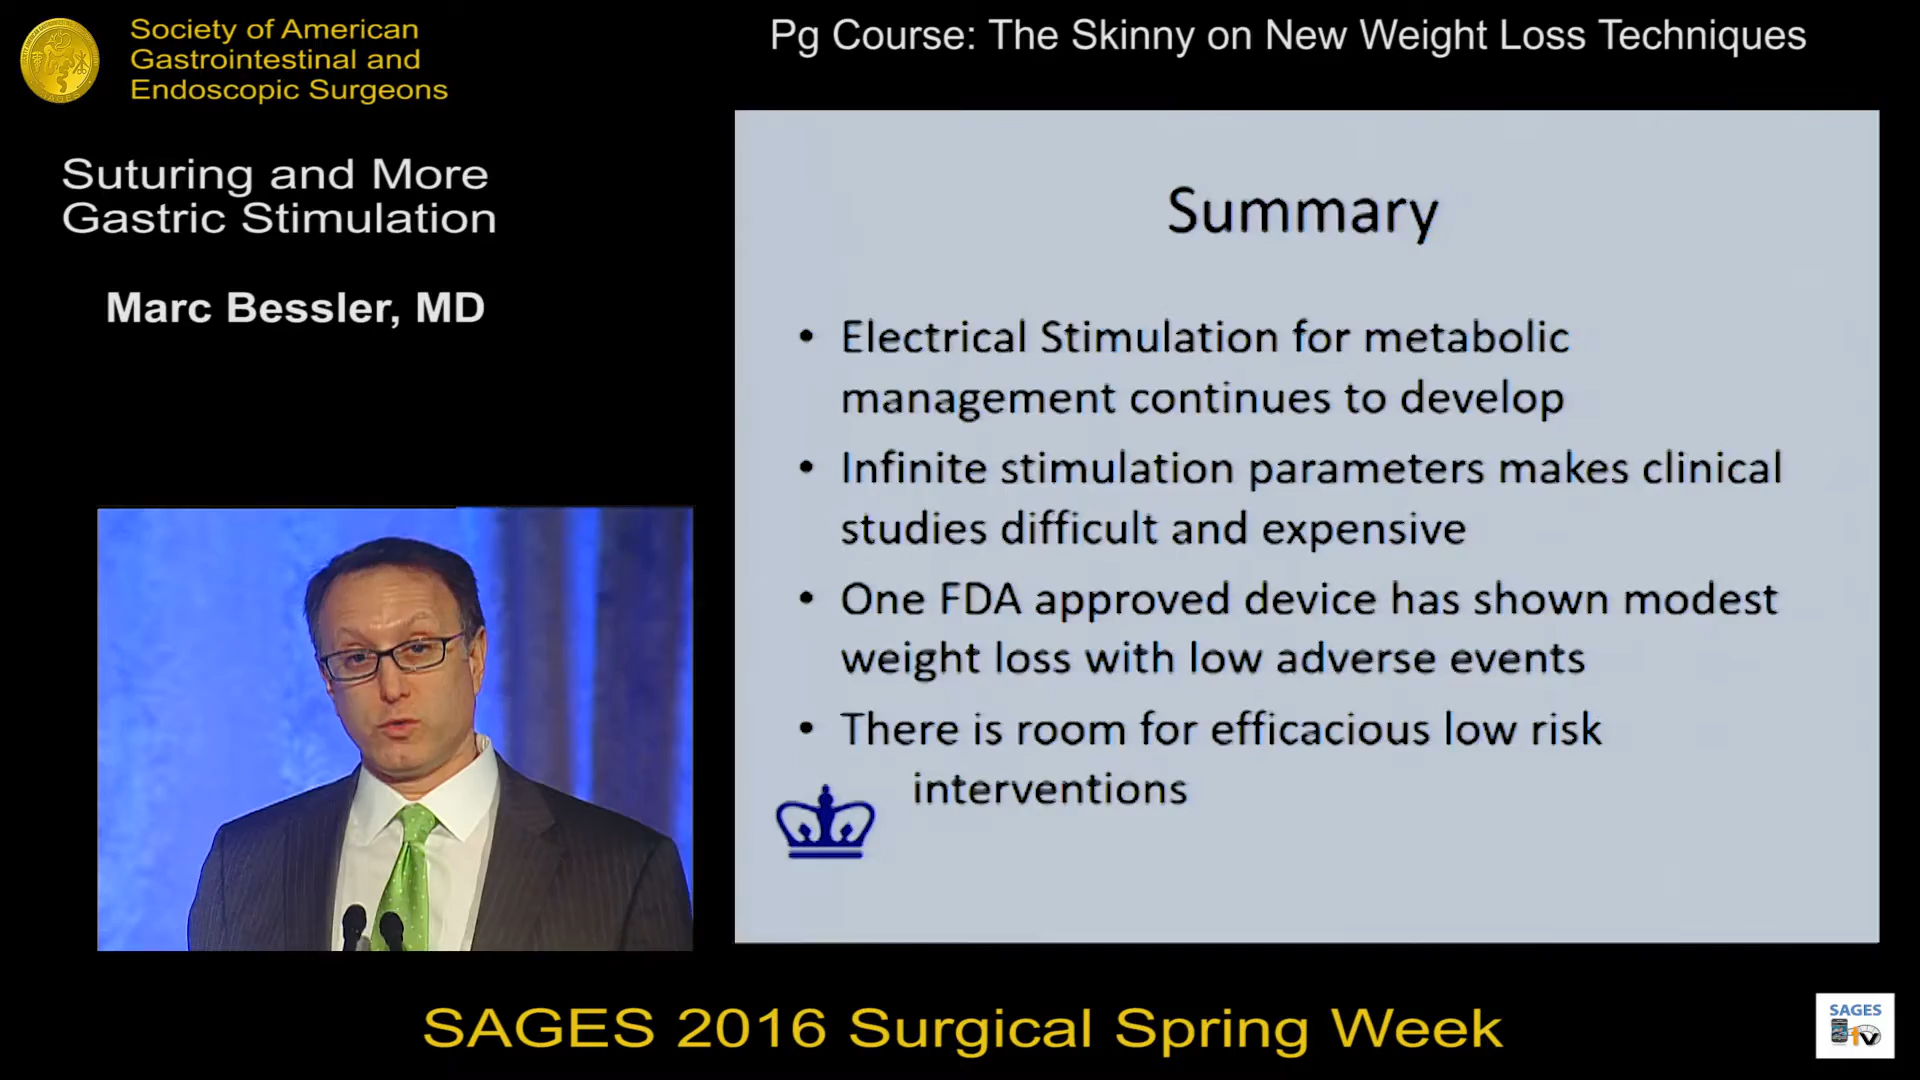 Society of American
Gastrointestinal and
Endoscopic Surgeons
Pg Course: The Skinny on New Weight Loss Techniques
Suturing and More
Gastric Stimulation
Marc Bessler, MD
Summary
• Electrical Stimulation for metabolic
management continues to develop
• Infinite stimulation parameters makes clinical
studies difficult and expensive
• One FDA approved device has shown modest
weight loss with low adverse events
• There is room for efficacious low risk
interventions
SAGES 2016 Surgical Spring Week
SAGES
tv